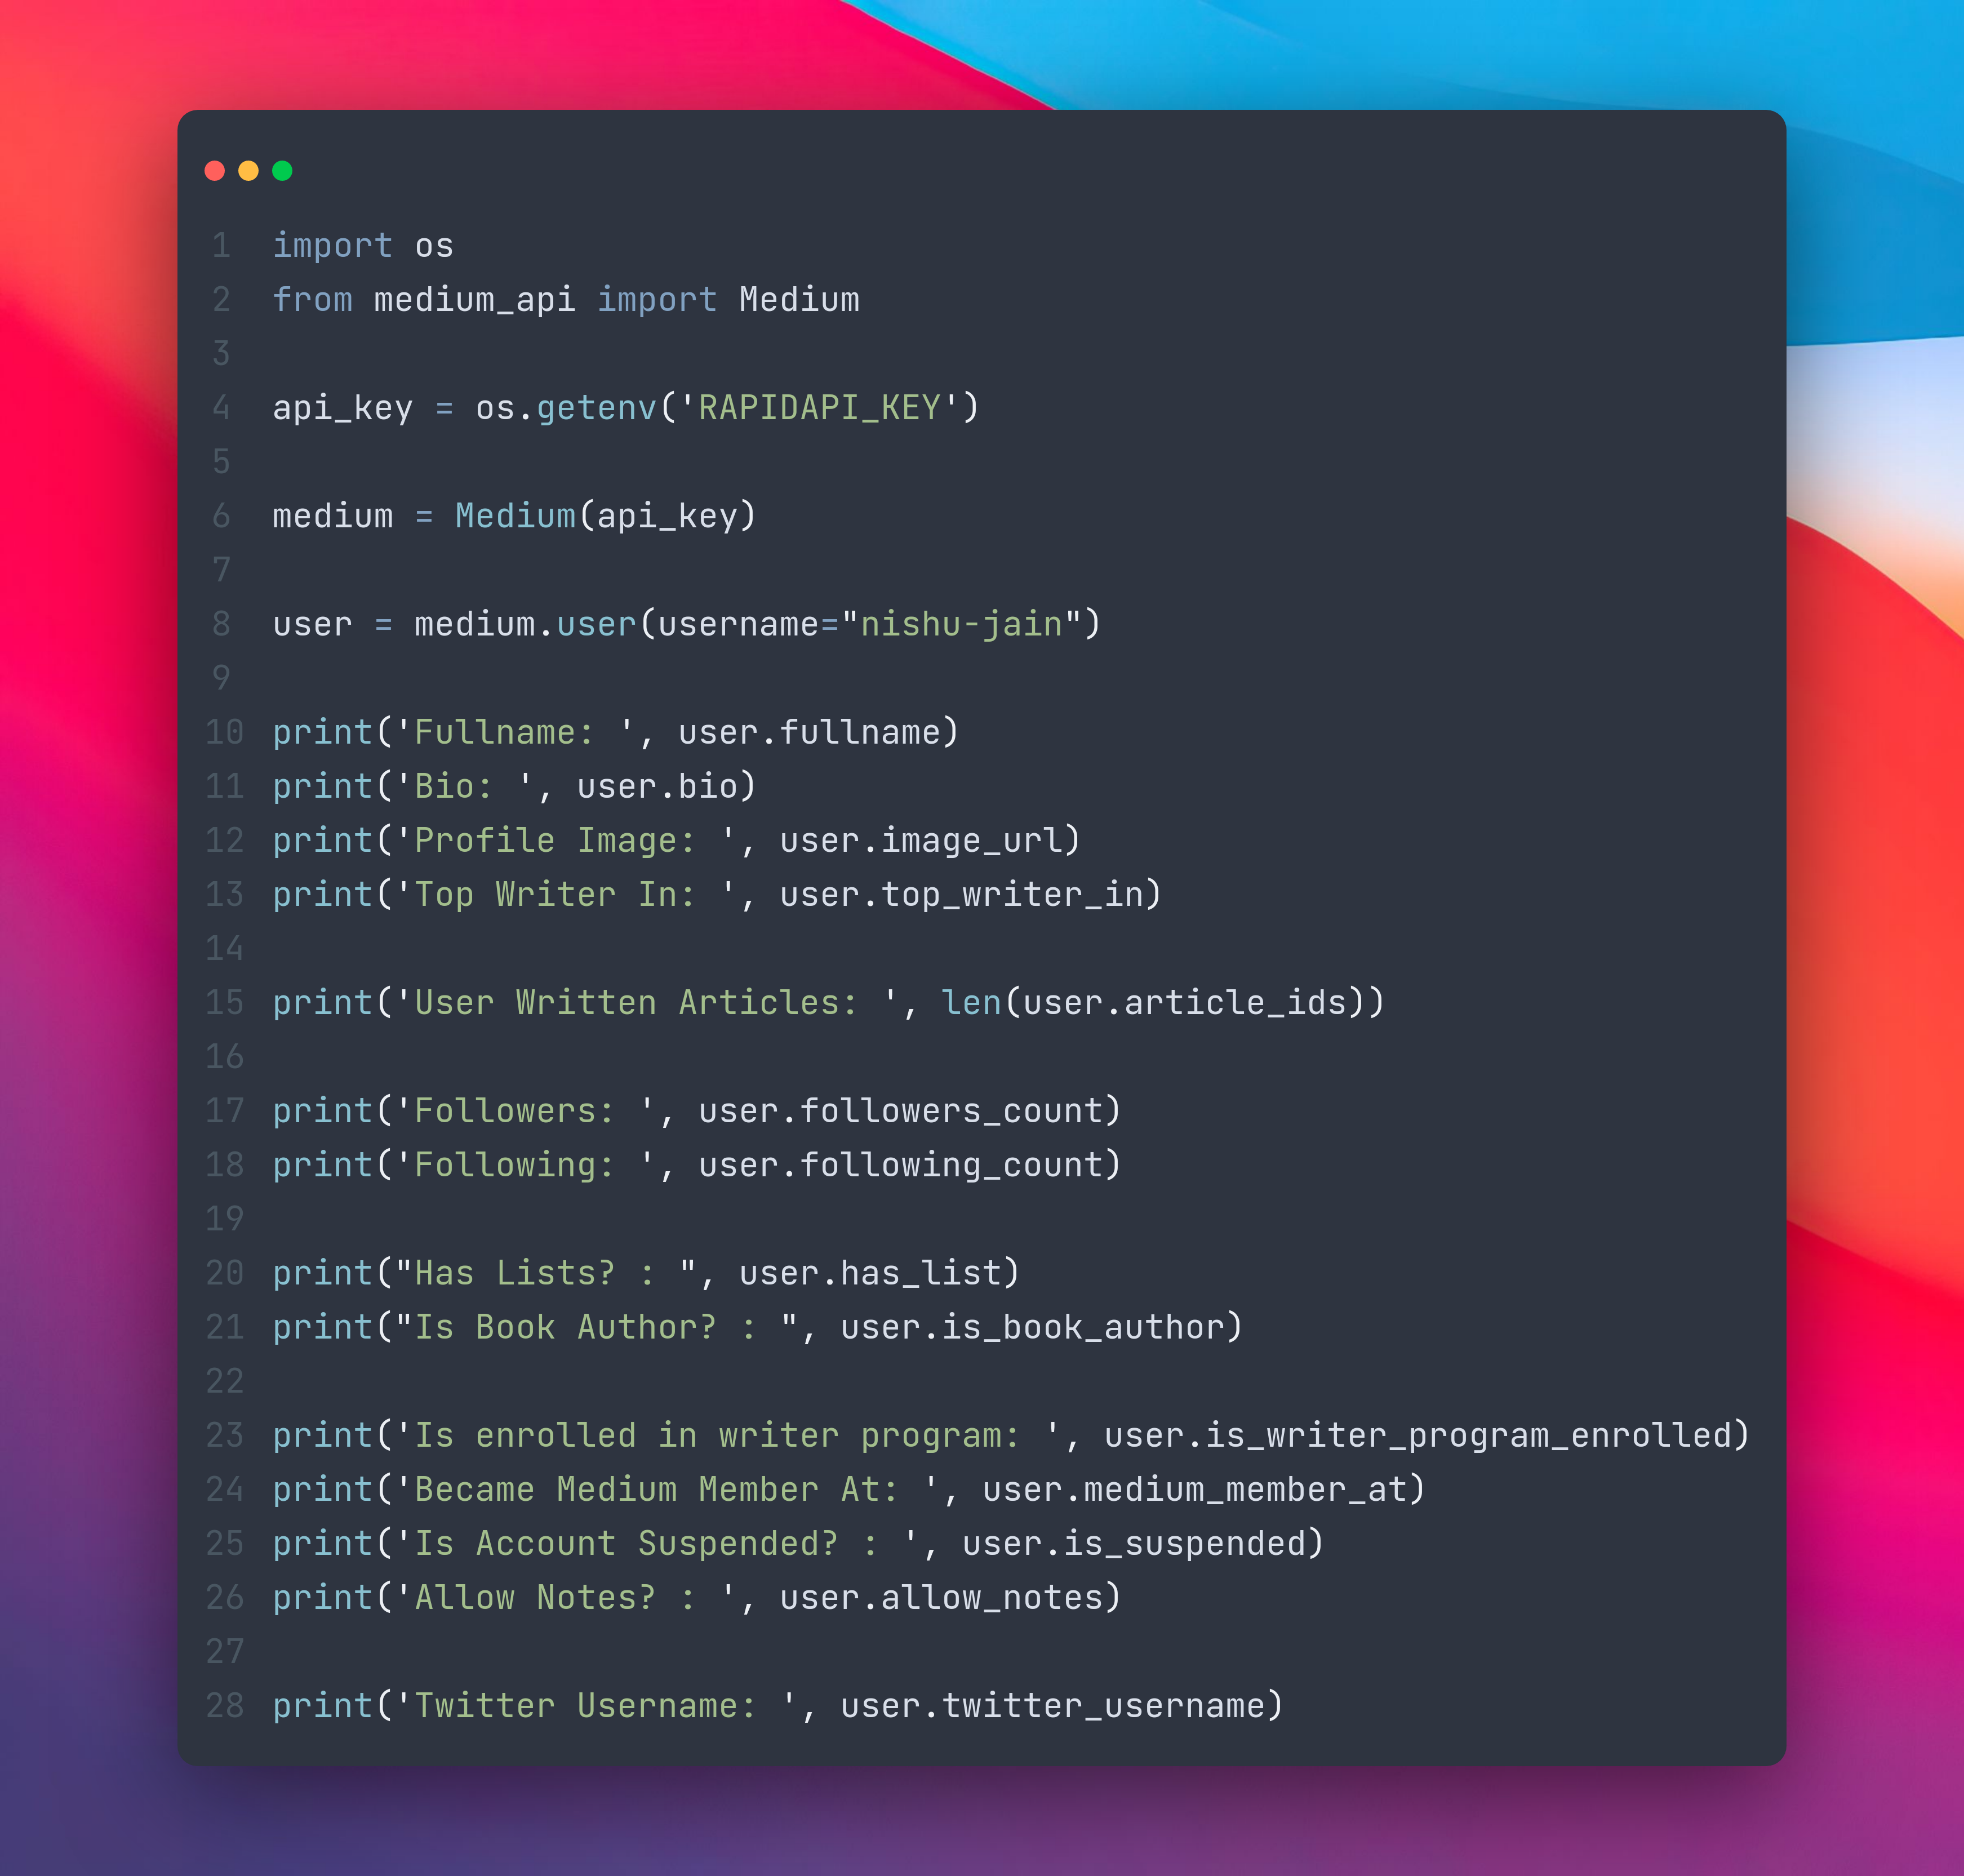 1 import os
2 from medium_api import Medium
3
4 api_key = os.getenv('RAPIDAPI_KEY')
5
6 medium = Medium(api_key)
7
8 user = medium.user(username="nishu-jain")
9
10 print('Fullname: ', user.fullname)
11 print('Bio: ', user.bio)
12 print('Profile Image: ', user.image_url)
13 print('Top Writer In: ', user.top_writer_in)
14
15 print('User Written Articles: ', len(user.article_ids))
16
17 print('Followers: ', user.followers_count)
18 print('Following: ', user.following_count)
19
20 print("Has Lists? : ", user.has_list)
21 print("Is Book Author? : ", user.is_book_author)
22
23 print('Is enrolled in writer program: ', user.is_writer_program_enrolled)
24 print('Became Medium Member At: ', user.medium_member_at)
25 print('Is Account Suspended? : ', user.is_suspended)
26 print('Allow Notes? : ', user.allow_notes)
27
28 print('Twitter Username: ', user.twitter_username)